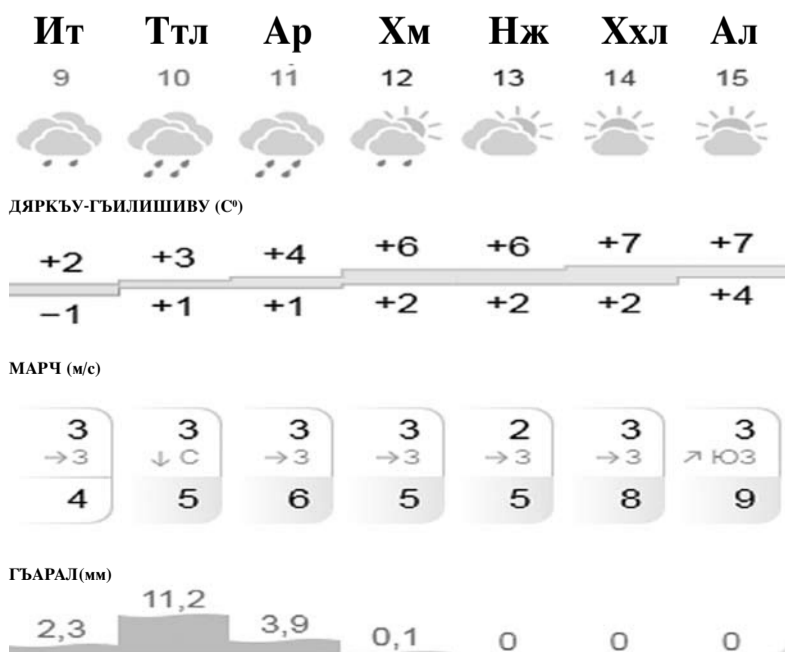 Ит Ттл Ар Хм Нж Ххл Ал
9 10 11 12 13 14 15
ДЯРКЪУ-ГЪИЛИШИВУ (С⁰)
+2 +3 +4 +6 +6 +7 +7
−1 +1 +1 +2 +2 +2 +4
МАРЧ (м/с)
3 3 3 3 2 3 3
→З ↓ С →З →З →З →З ↗ ЮЗ
4 5 6 5 5 8 9
ГЪАРАЛ(мм)
2,3 11,2 3,9 0,1 0 0 0